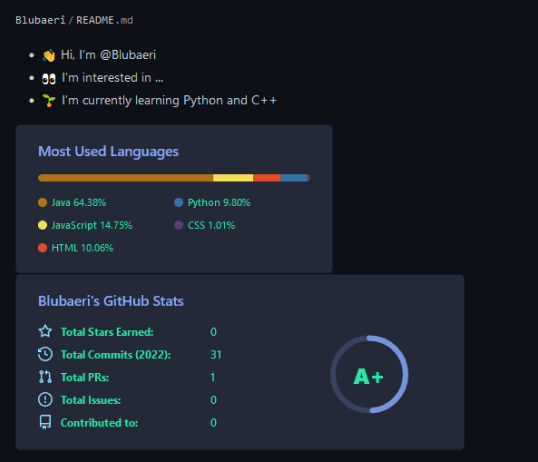 Blubaeri/README.md
👋 Hi, I'm @Blubaeri
👀 I'm interested in ...
🌱 I'm currently learning Python and C++
Most Used Languages
Java 64.38%
Python 9.80%
JavaScript 14.75%
CSS 1.01%
HTML 10.06%
Blubaeri's GitHub Stats
Total Stars Earned: 0
Total Commits (2022): 31
Total PRs: 1
Total Issues: 0
Contributed to: 0
A+